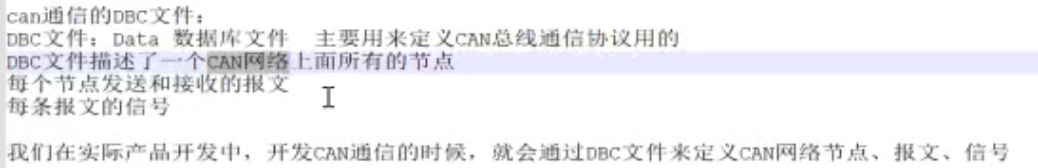 can通信的DBC文件：
DBC文件：Data 数据库文件  主要用来定义CAN总线通信协议用的
DBC文件描述了一个CAN网络上面所有的节点
每个节点发送和接收的报文
每条报文的信号
我们在实际产品开发中，开发CAN通信的时候，就会通过DBC文件来定义CAN网络节点、报文、信号